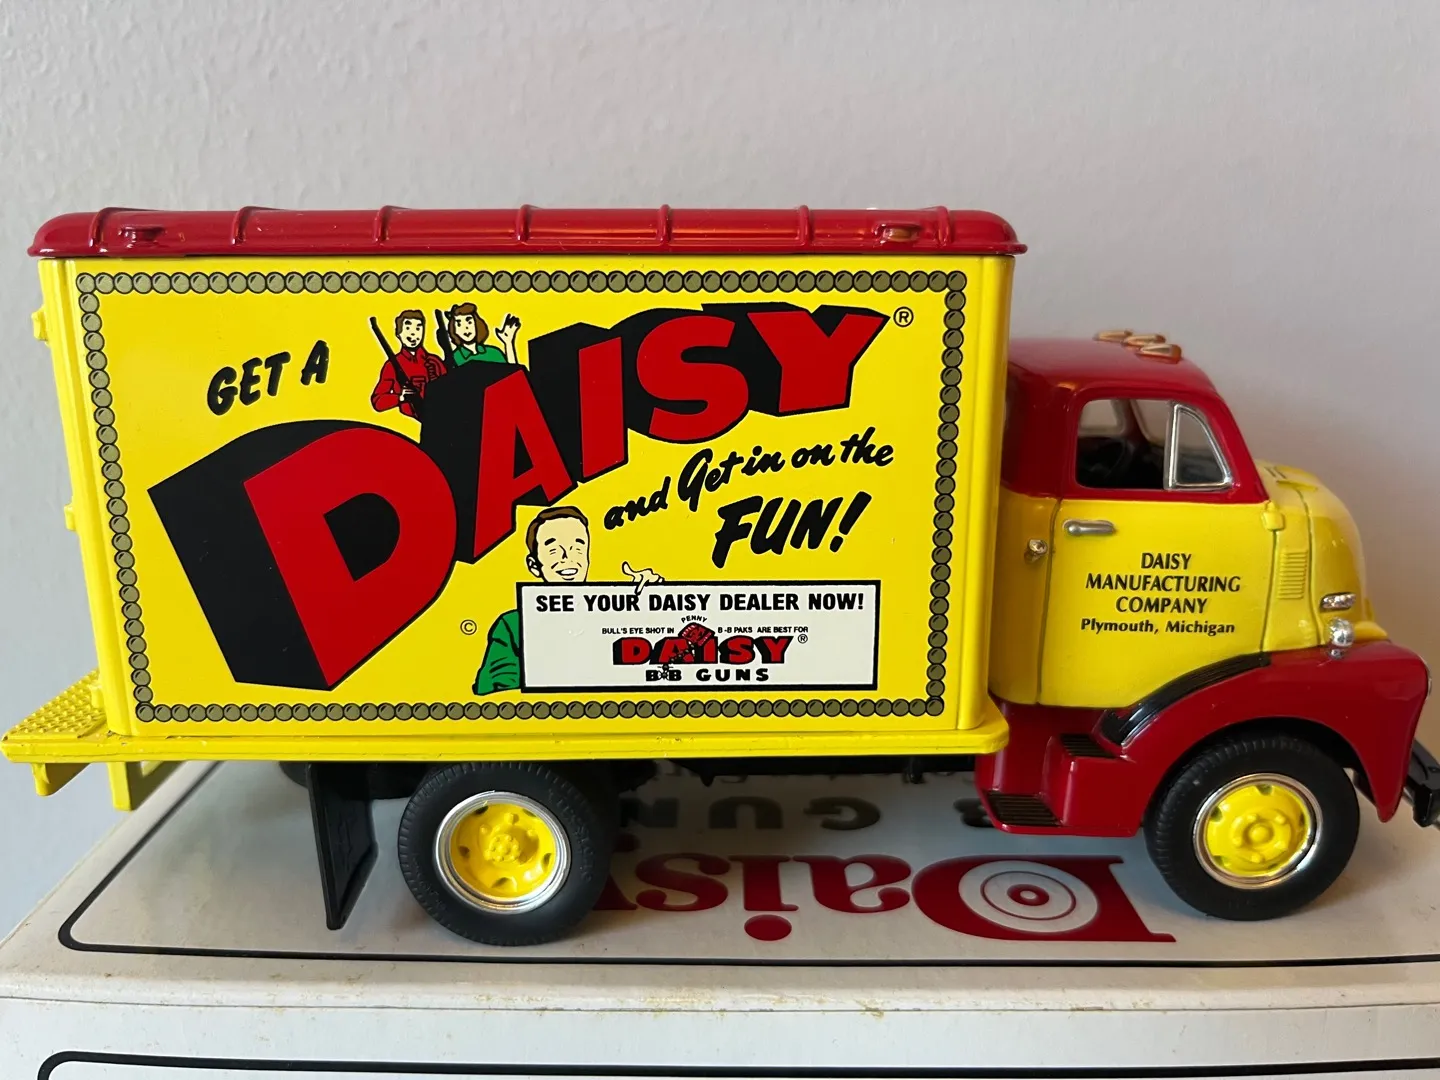 GET A
DAISY®
and Get in on the
FUN!
©
SEE YOUR DAISY DEALER NOW!
PENNY
BULL'S EYE SHOT IN B-B PAKS ARE BEST FOR
DAISY®
B·B GUNS
DAISY
MANUFACTURING
COMPANY
Plymouth, Michigan
GUN
Daisy